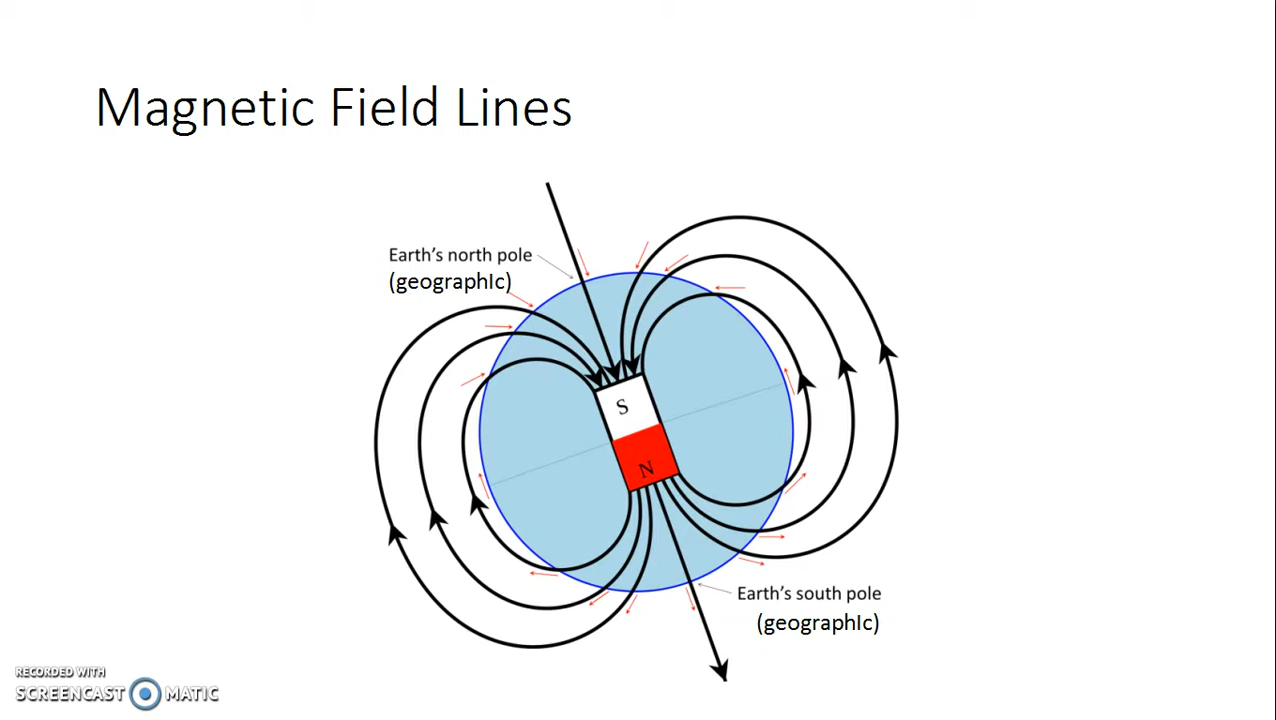 Magnetic Field Lines
Earth's north pole
(geographIc)
S
N
Earth's south pole
(geographIc)
RECORDED WITH
SCREENCAST MATIC